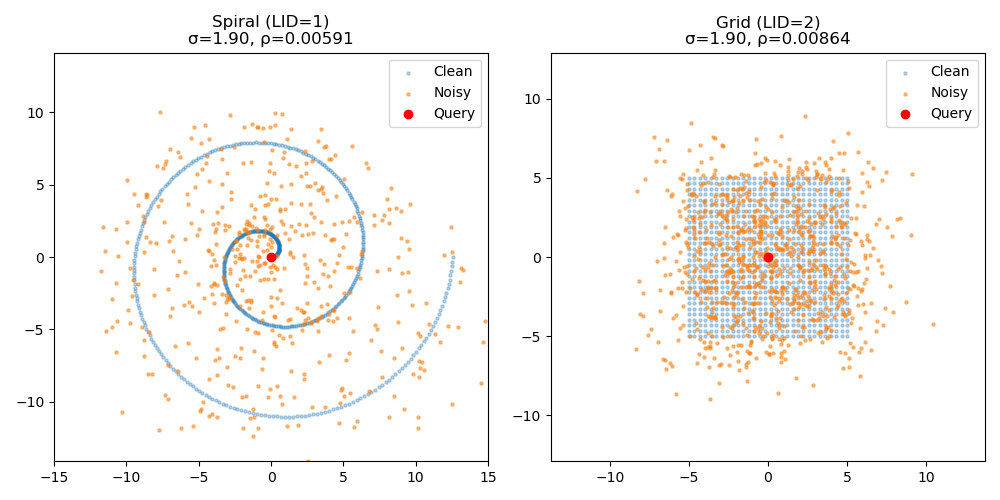 Spiral (LID=1)
σ=1.90, ρ=0.00591
Clean
Noisy
Query
10
5
0
−5
−10
−15
−10
−5
0
5
10
15
Grid (LID=2)
σ=1.90, ρ=0.00864
Clean
Noisy
Query
10
5
0
−5
−10
−10
−5
0
5
10